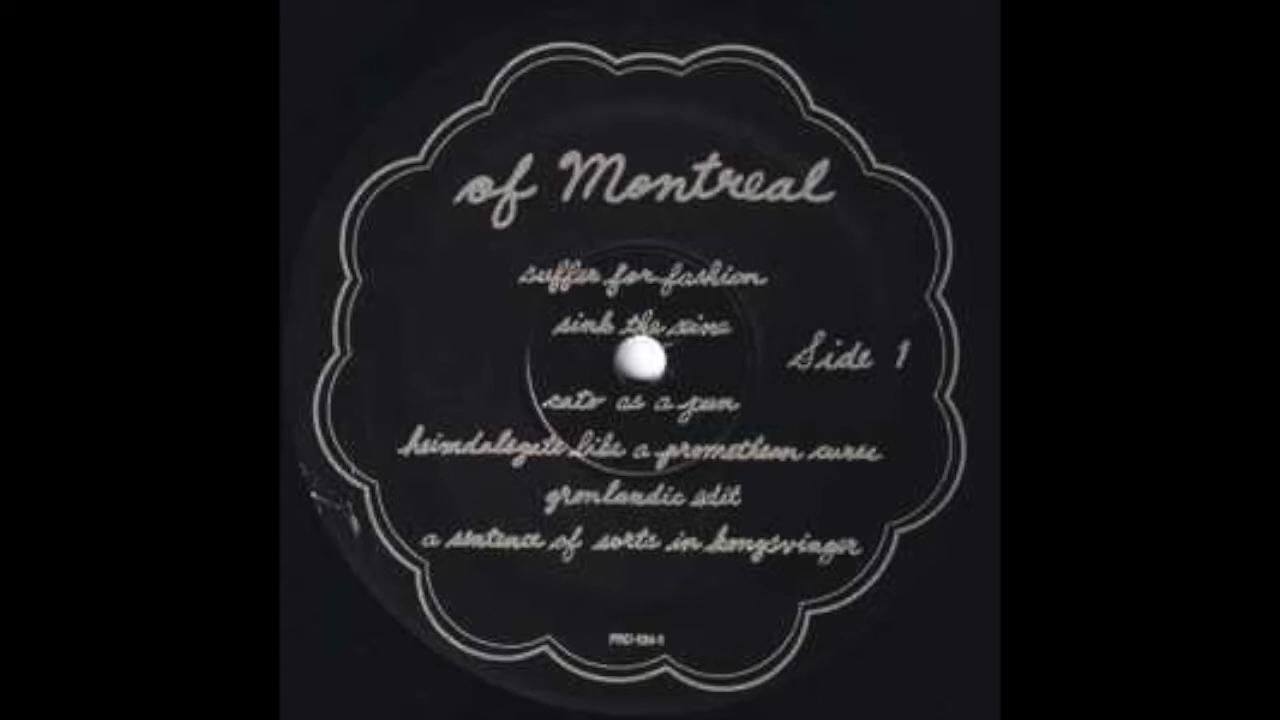 of Montreal
suffer for fashion
sink the seine
Side 1
cato as a pun
heimdalsgate like a promethean curse
gronlandic edit
a sentence of sorts in kongsvinger